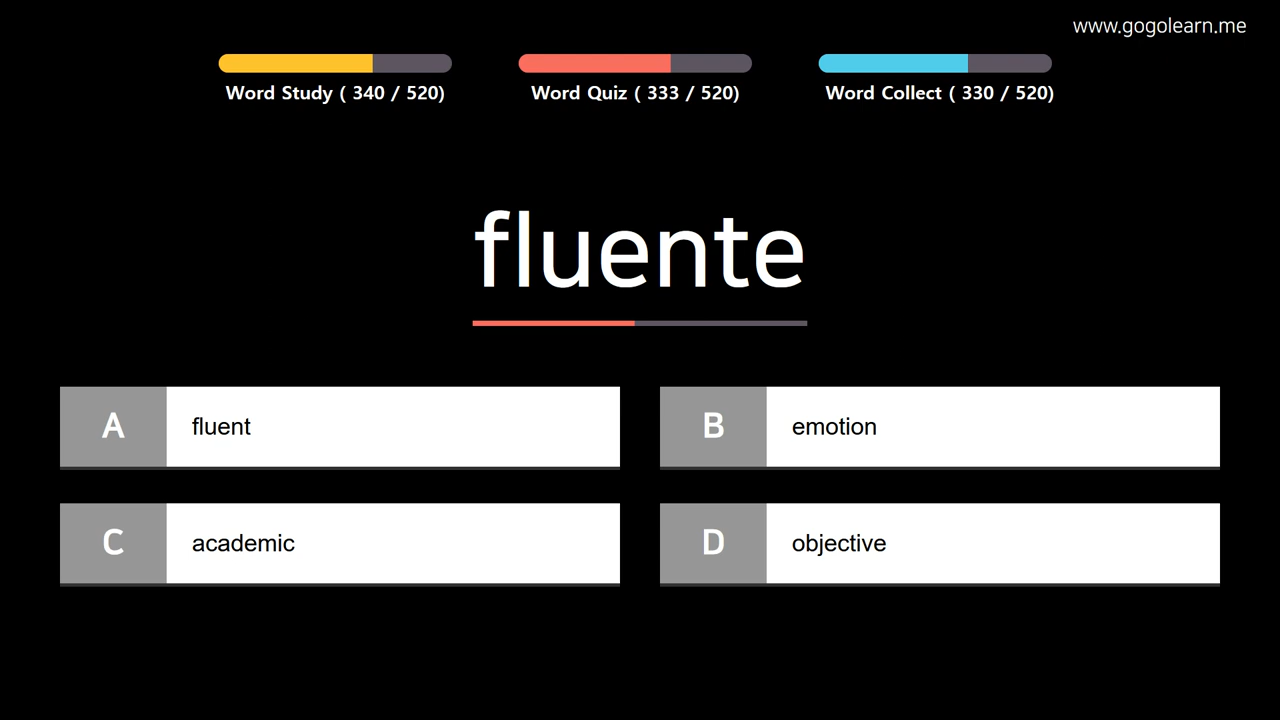 www.gogolearn.me
Word Study ( 340 / 520)
Word Quiz ( 333 / 520)
Word Collect ( 330 / 520)
fluente
A fluent
B emotion
C academic
D objective